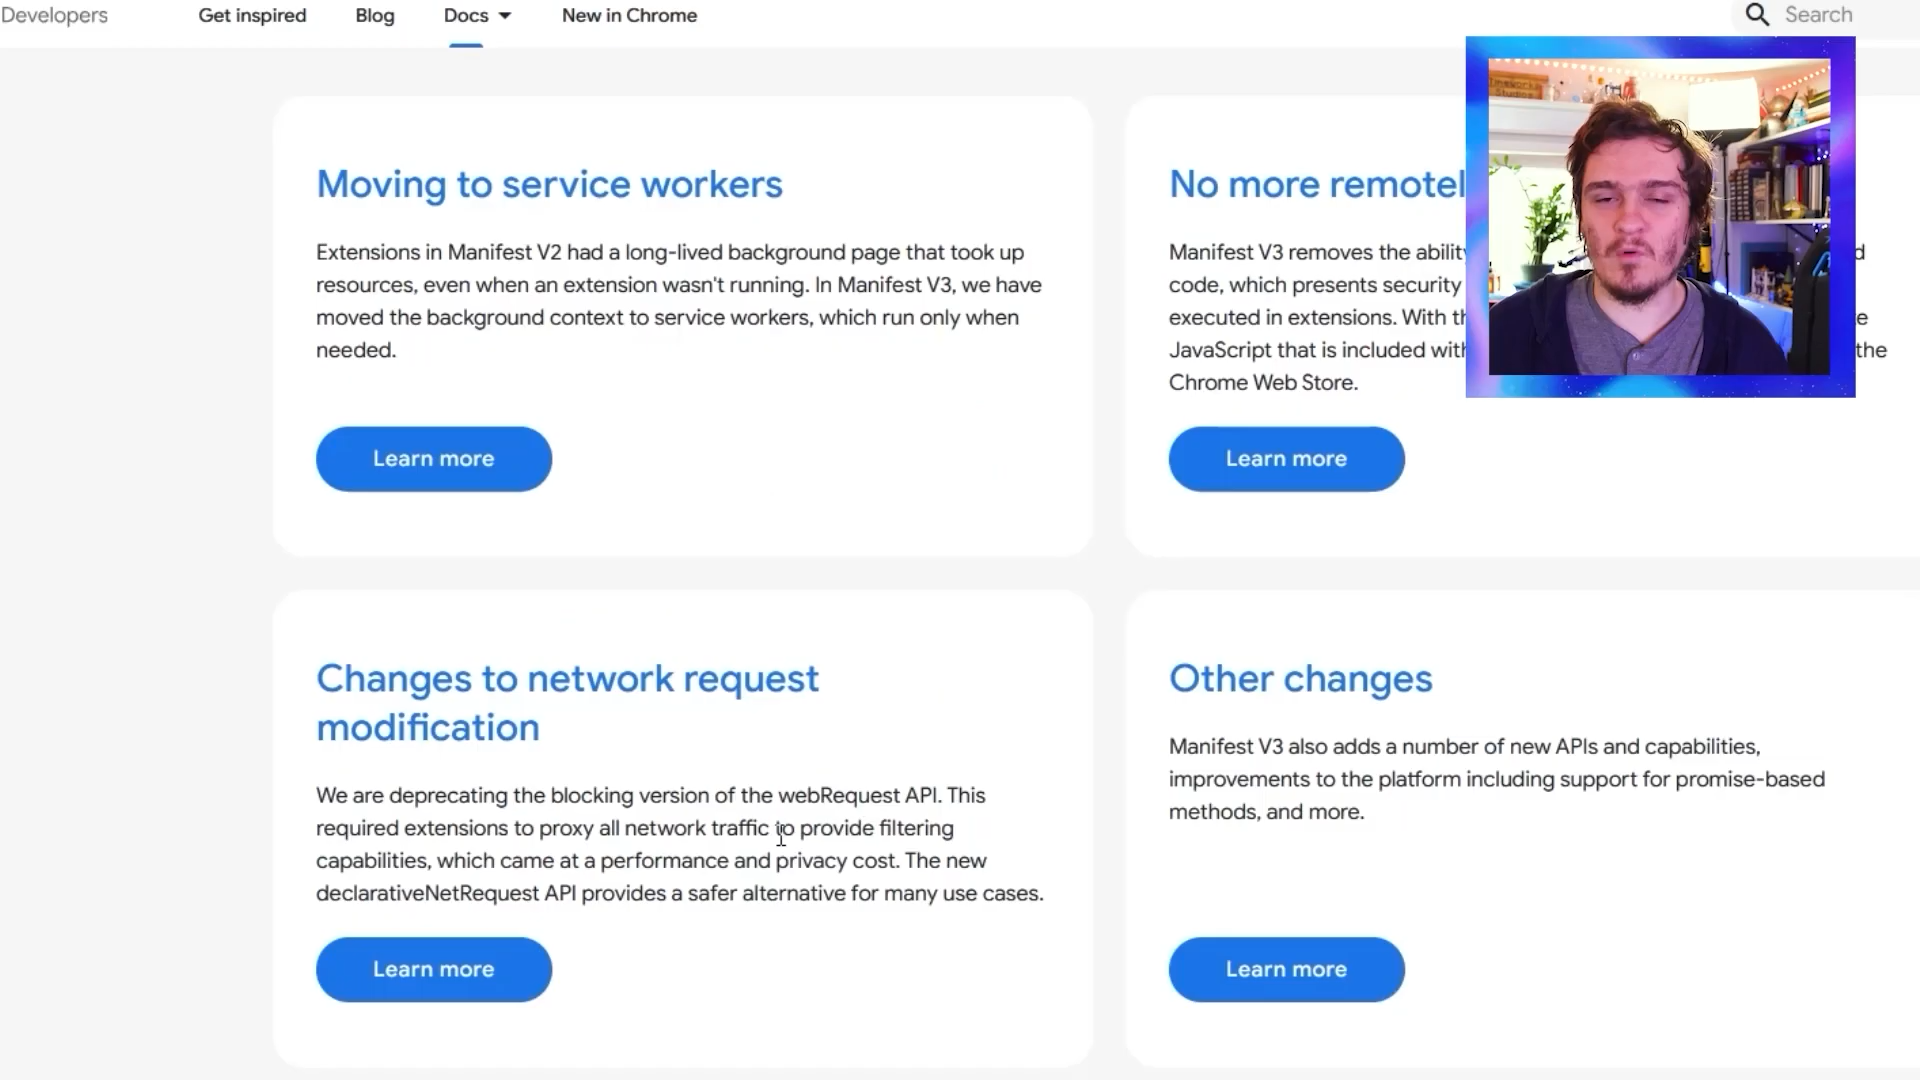 Developers
Get inspired
Blog
Docs
New in Chrome
Search
Moving to service workers
Extensions in Manifest V2 had a long-lived background page that took up
resources, even when an extension wasn't running. In Manifest V3, we have
moved the background context to service workers, which run only when
needed.
Learn more
No more
Manifest V3 removes the
code, which presents security
executed in extensions. With
JavaScript that is included the
Chrome Web Store.
Learn more
Changes to network request
modification
We are deprecating the blocking version of the webRequest API. This
required extensions to proxy all network traffic to provide filtering
capabilities, which came at a performance and privacy cost. The new
declarativeNetRequest API provides a safer alternative for many use cases.
Learn more
Other changes
Manifest V3 also adds a number of new APIs and capabilities,
improvements to the platform including support for promise-based
methods, and more.
Learn more